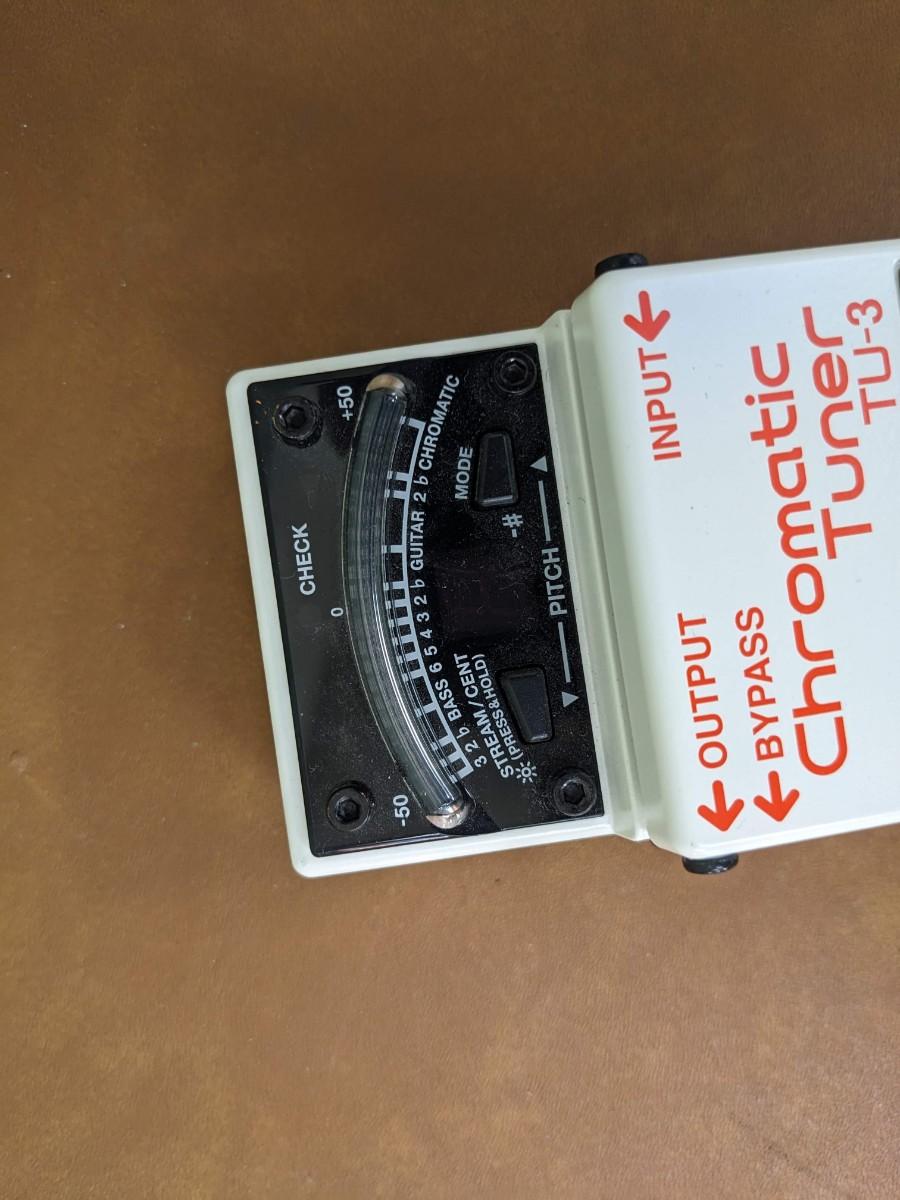 CHECK
-50 0 +50
3 2 ♭ BASS 6 5 4 3 2 ♭ GUITAR 2 ♭ CHROMATIC
STREAM/CENT
(PRESS&HOLD)
MODE
-#
▼ PITCH ▲
← OUTPUT
INPUT ←
← BYPASS
Chromatic
Tuner
TU-3